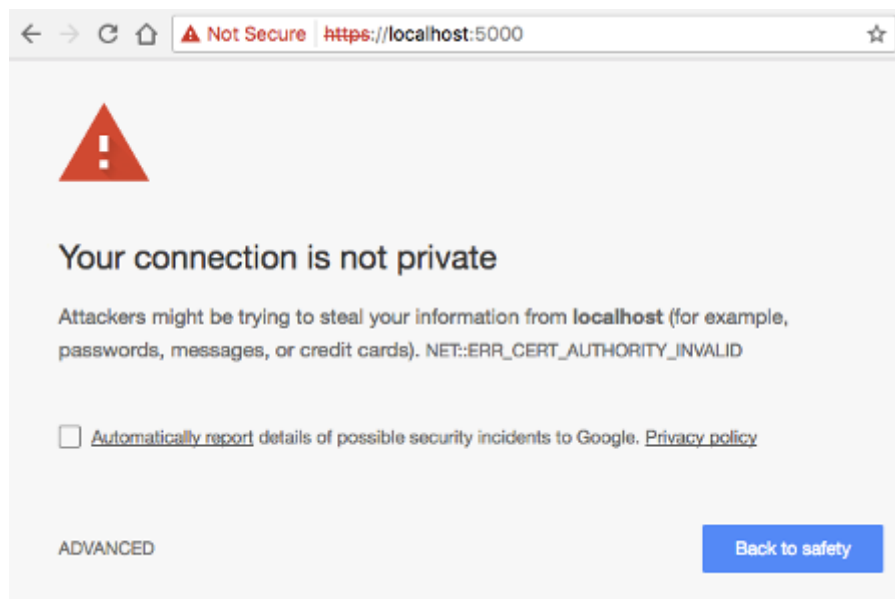 Not Secure https://localhost:5000
Your connection is not private
Attackers might be trying to steal your information from localhost (for example,
passwords, messages, or credit cards). NET::ERR_CERT_AUTHORITY_INVALID
Automatically report details of possible security incidents to Google. Privacy policy
ADVANCED Back to safety